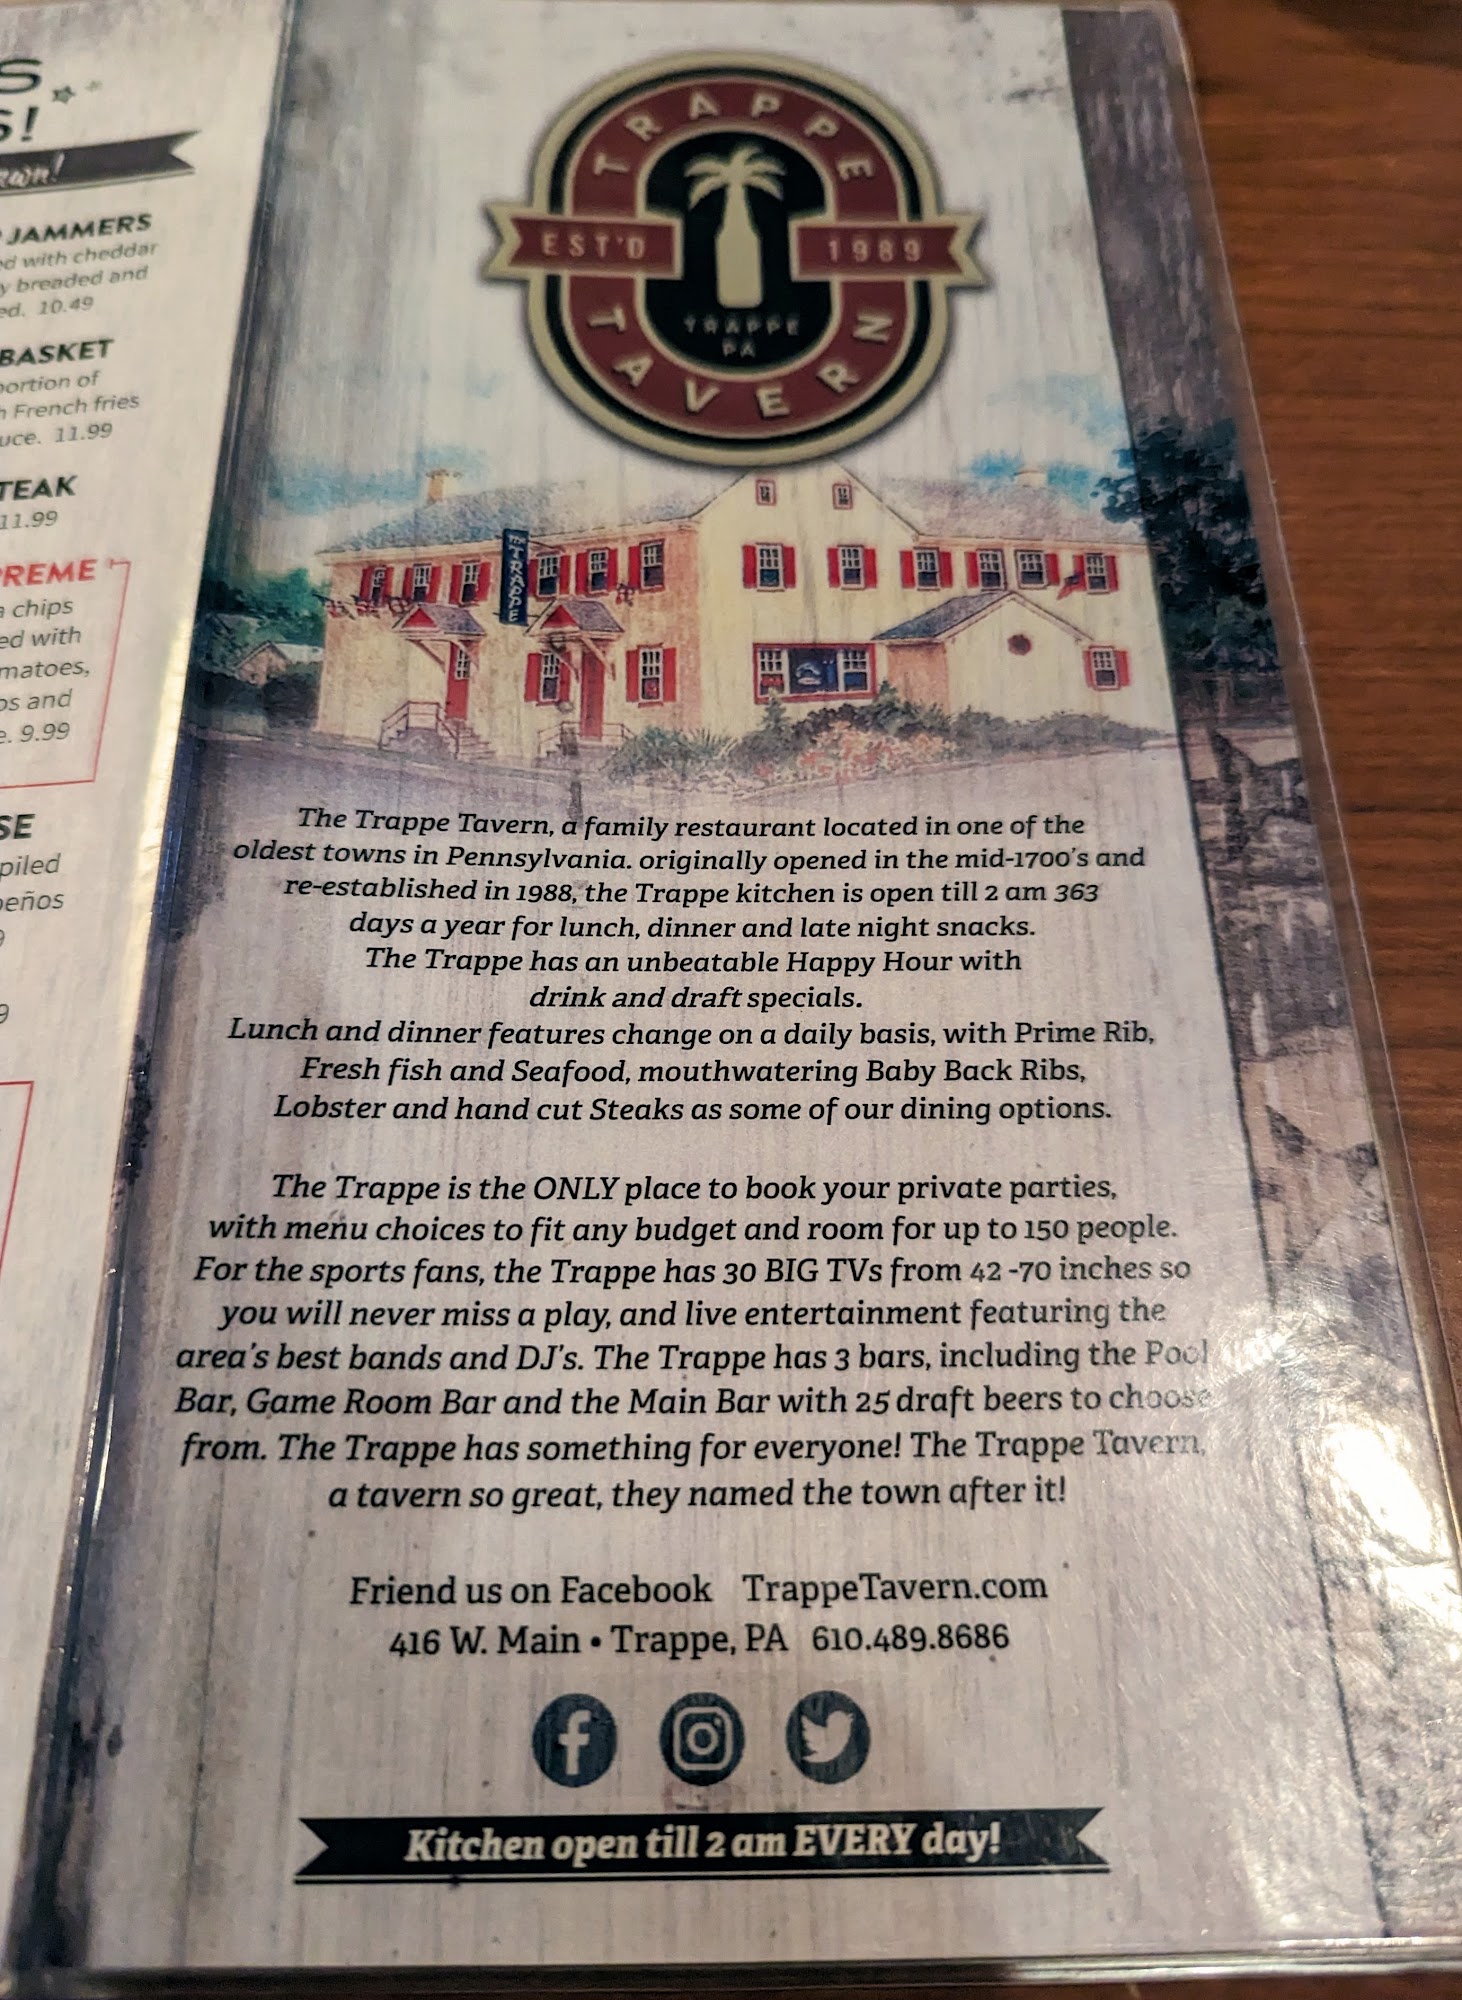 S
S!
JAMMERS
ed with cheddar
y breaded and
ed. 10.49
BASKET
portion of
h French fries
uce. 11.99
TEAK
11.99
PREME
a chips
ed with
matoes,
os and
e. 9.99
SE
piled
peños
9
9
TRAPPE
EST'D 1989
TRAPPE
PA
TAVERN
The TRAPPE
The Trappe Tavern, a family restaurant located in one of the
oldest towns in Pennsylvania. originally opened in the mid-1700's and
re-established in 1988, the Trappe kitchen is open till 2 am 363
days a year for lunch, dinner and late night snacks.
The Trappe has an unbeatable Happy Hour with
drink and draft specials.
Lunch and dinner features change on a daily basis, with Prime Rib,
Fresh fish and Seafood, mouthwatering Baby Back Ribs,
Lobster and hand cut Steaks as some of our dining options.
The Trappe is the ONLY place to book your private parties,
with menu choices to fit any budget and room for up to 150 people.
For the sports fans, the Trappe has 30 BIG TVs from 42 -70 inches so
you will never miss a play, and live entertainment featuring the
area's best bands and DJ's. The Trappe has 3 bars, including the Pool
Bar, Game Room Bar and the Main Bar with 25 draft beers to choose
from. The Trappe has something for everyone! The Trappe Tavern,
a tavern so great, they named the town after it!
Friend us on Facebook TrappeTavern.com
416 W. Main • Trappe, PA 610.489.8686
Kitchen open till 2 am EVERY day!